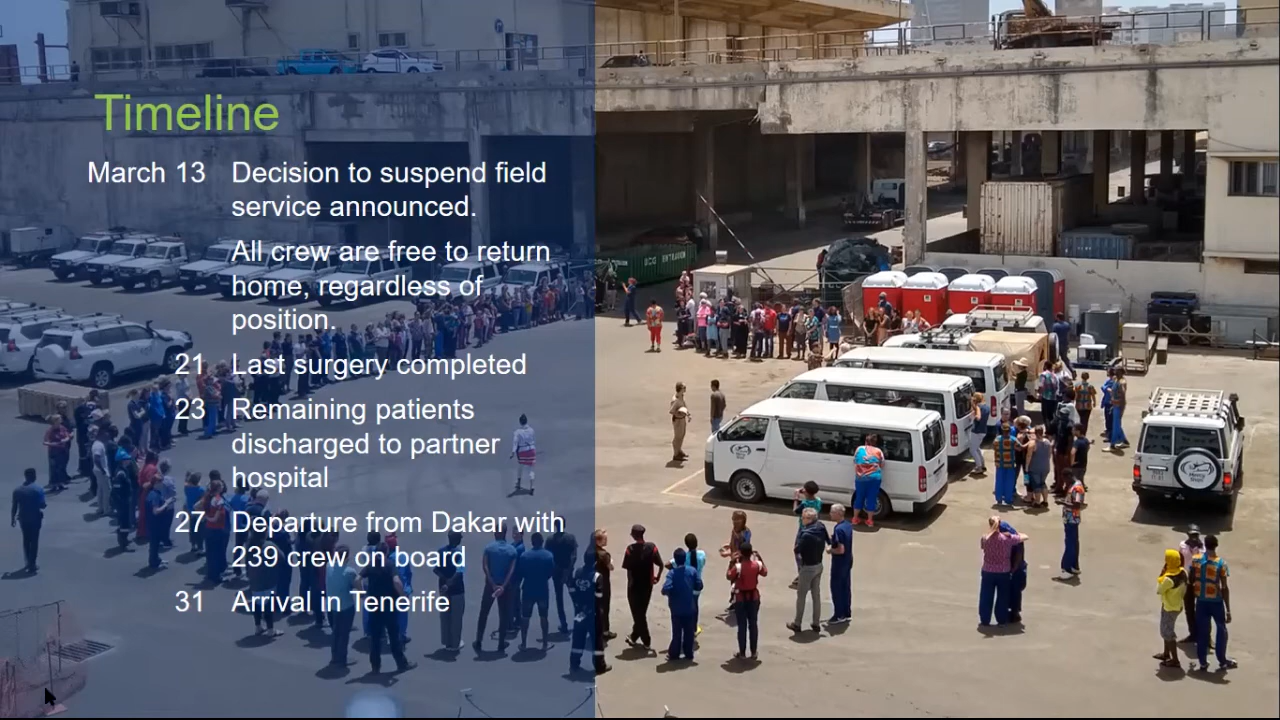 Timeline
March 13 Decision to suspend field
service announced.
All crew are free to return
home, regardless of
position.
21 Last surgery completed
23 Remaining patients
discharged to partner
hospital
27 Departure from Dakar with
239 crew on board
31 Arrival in Tenerife